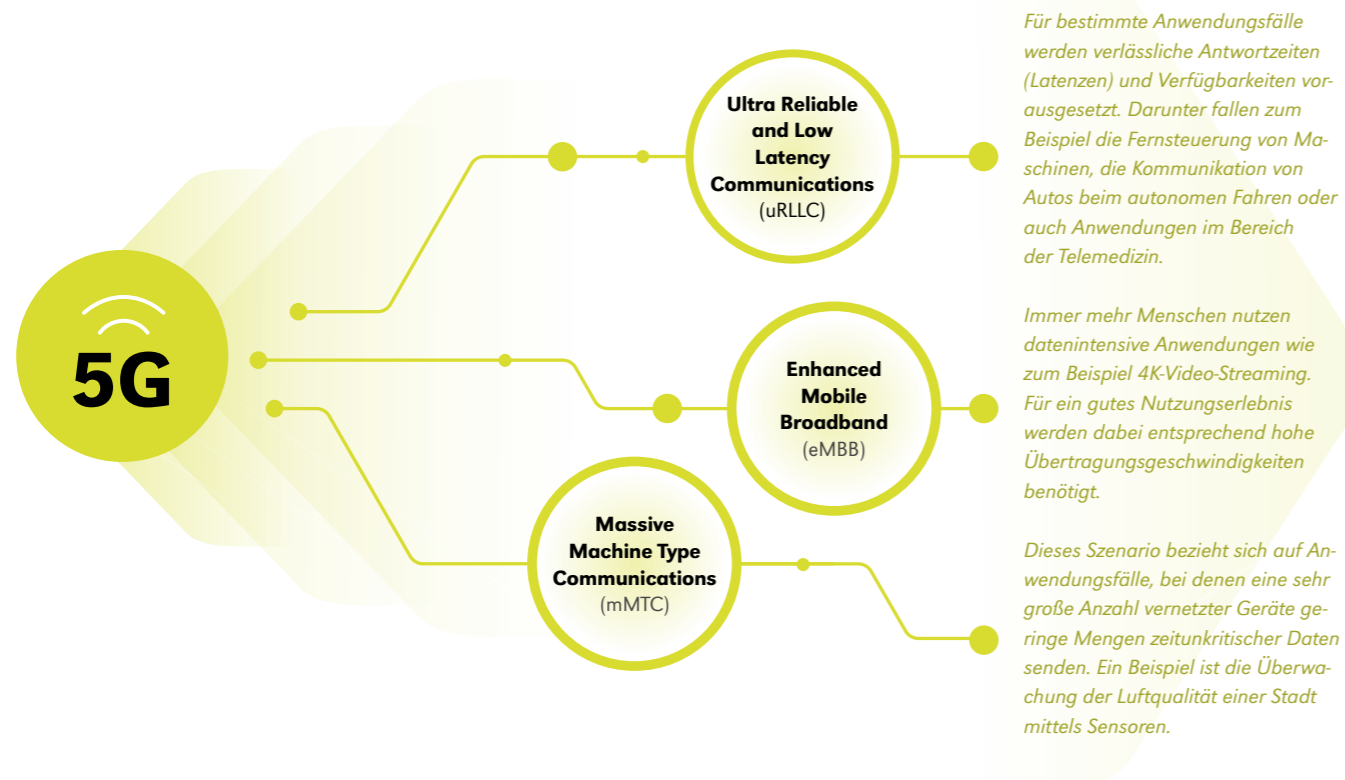 5G
Ultra Reliable
and Low
Latency
Communications
(uRLLC)
Für bestimmte Anwendungsfälle
werden verlässliche Antwortzeiten
(Latenzen) und Verfügbarkeiten vor-
ausgesetzt. Darunter fallen zum
Beispiel die Fernsteuerung von Ma-
schinen, die Kommunikation von
Autos beim autonomen Fahren oder
auch Anwendungen im Bereich
der Telemedizin.
Enhanced
Mobile
Broadband
(eMBB)
Immer mehr Menschen nutzen
datenintensive Anwendungen wie
zum Beispiel 4K-Video-Streaming.
Für ein gutes Nutzungserlebnis
werden dabei entsprechend hohe
Übertragungsgeschwindigkeiten
benötigt.
Massive
Machine Type
Communications
(mMTC)
Dieses Szenario bezieht sich auf An-
wendungsfälle, bei denen eine sehr
große Anzahl vernetzter Geräte ge-
ringe Mengen zeitunkritischer Daten
senden. Ein Beispiel ist die Überwa-
chung der Luftqualität einer Stadt
mittels Sensoren.